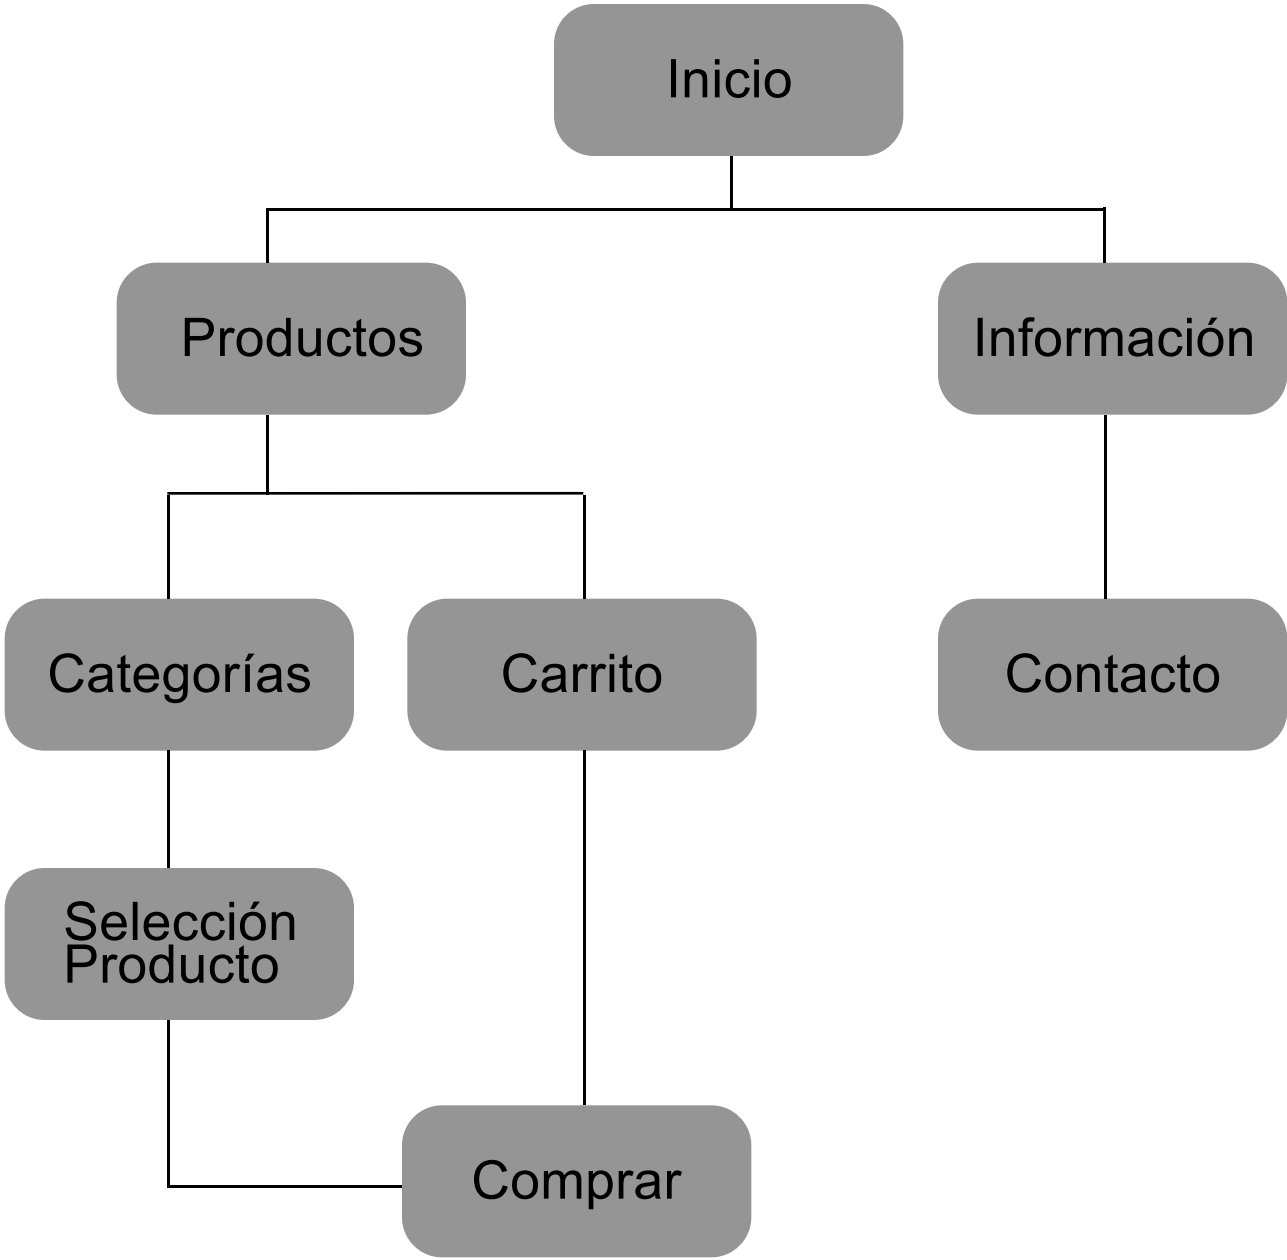 Inicio
Productos
Información
Categorías
Carrito
Contacto
Selección
Producto
Comprar